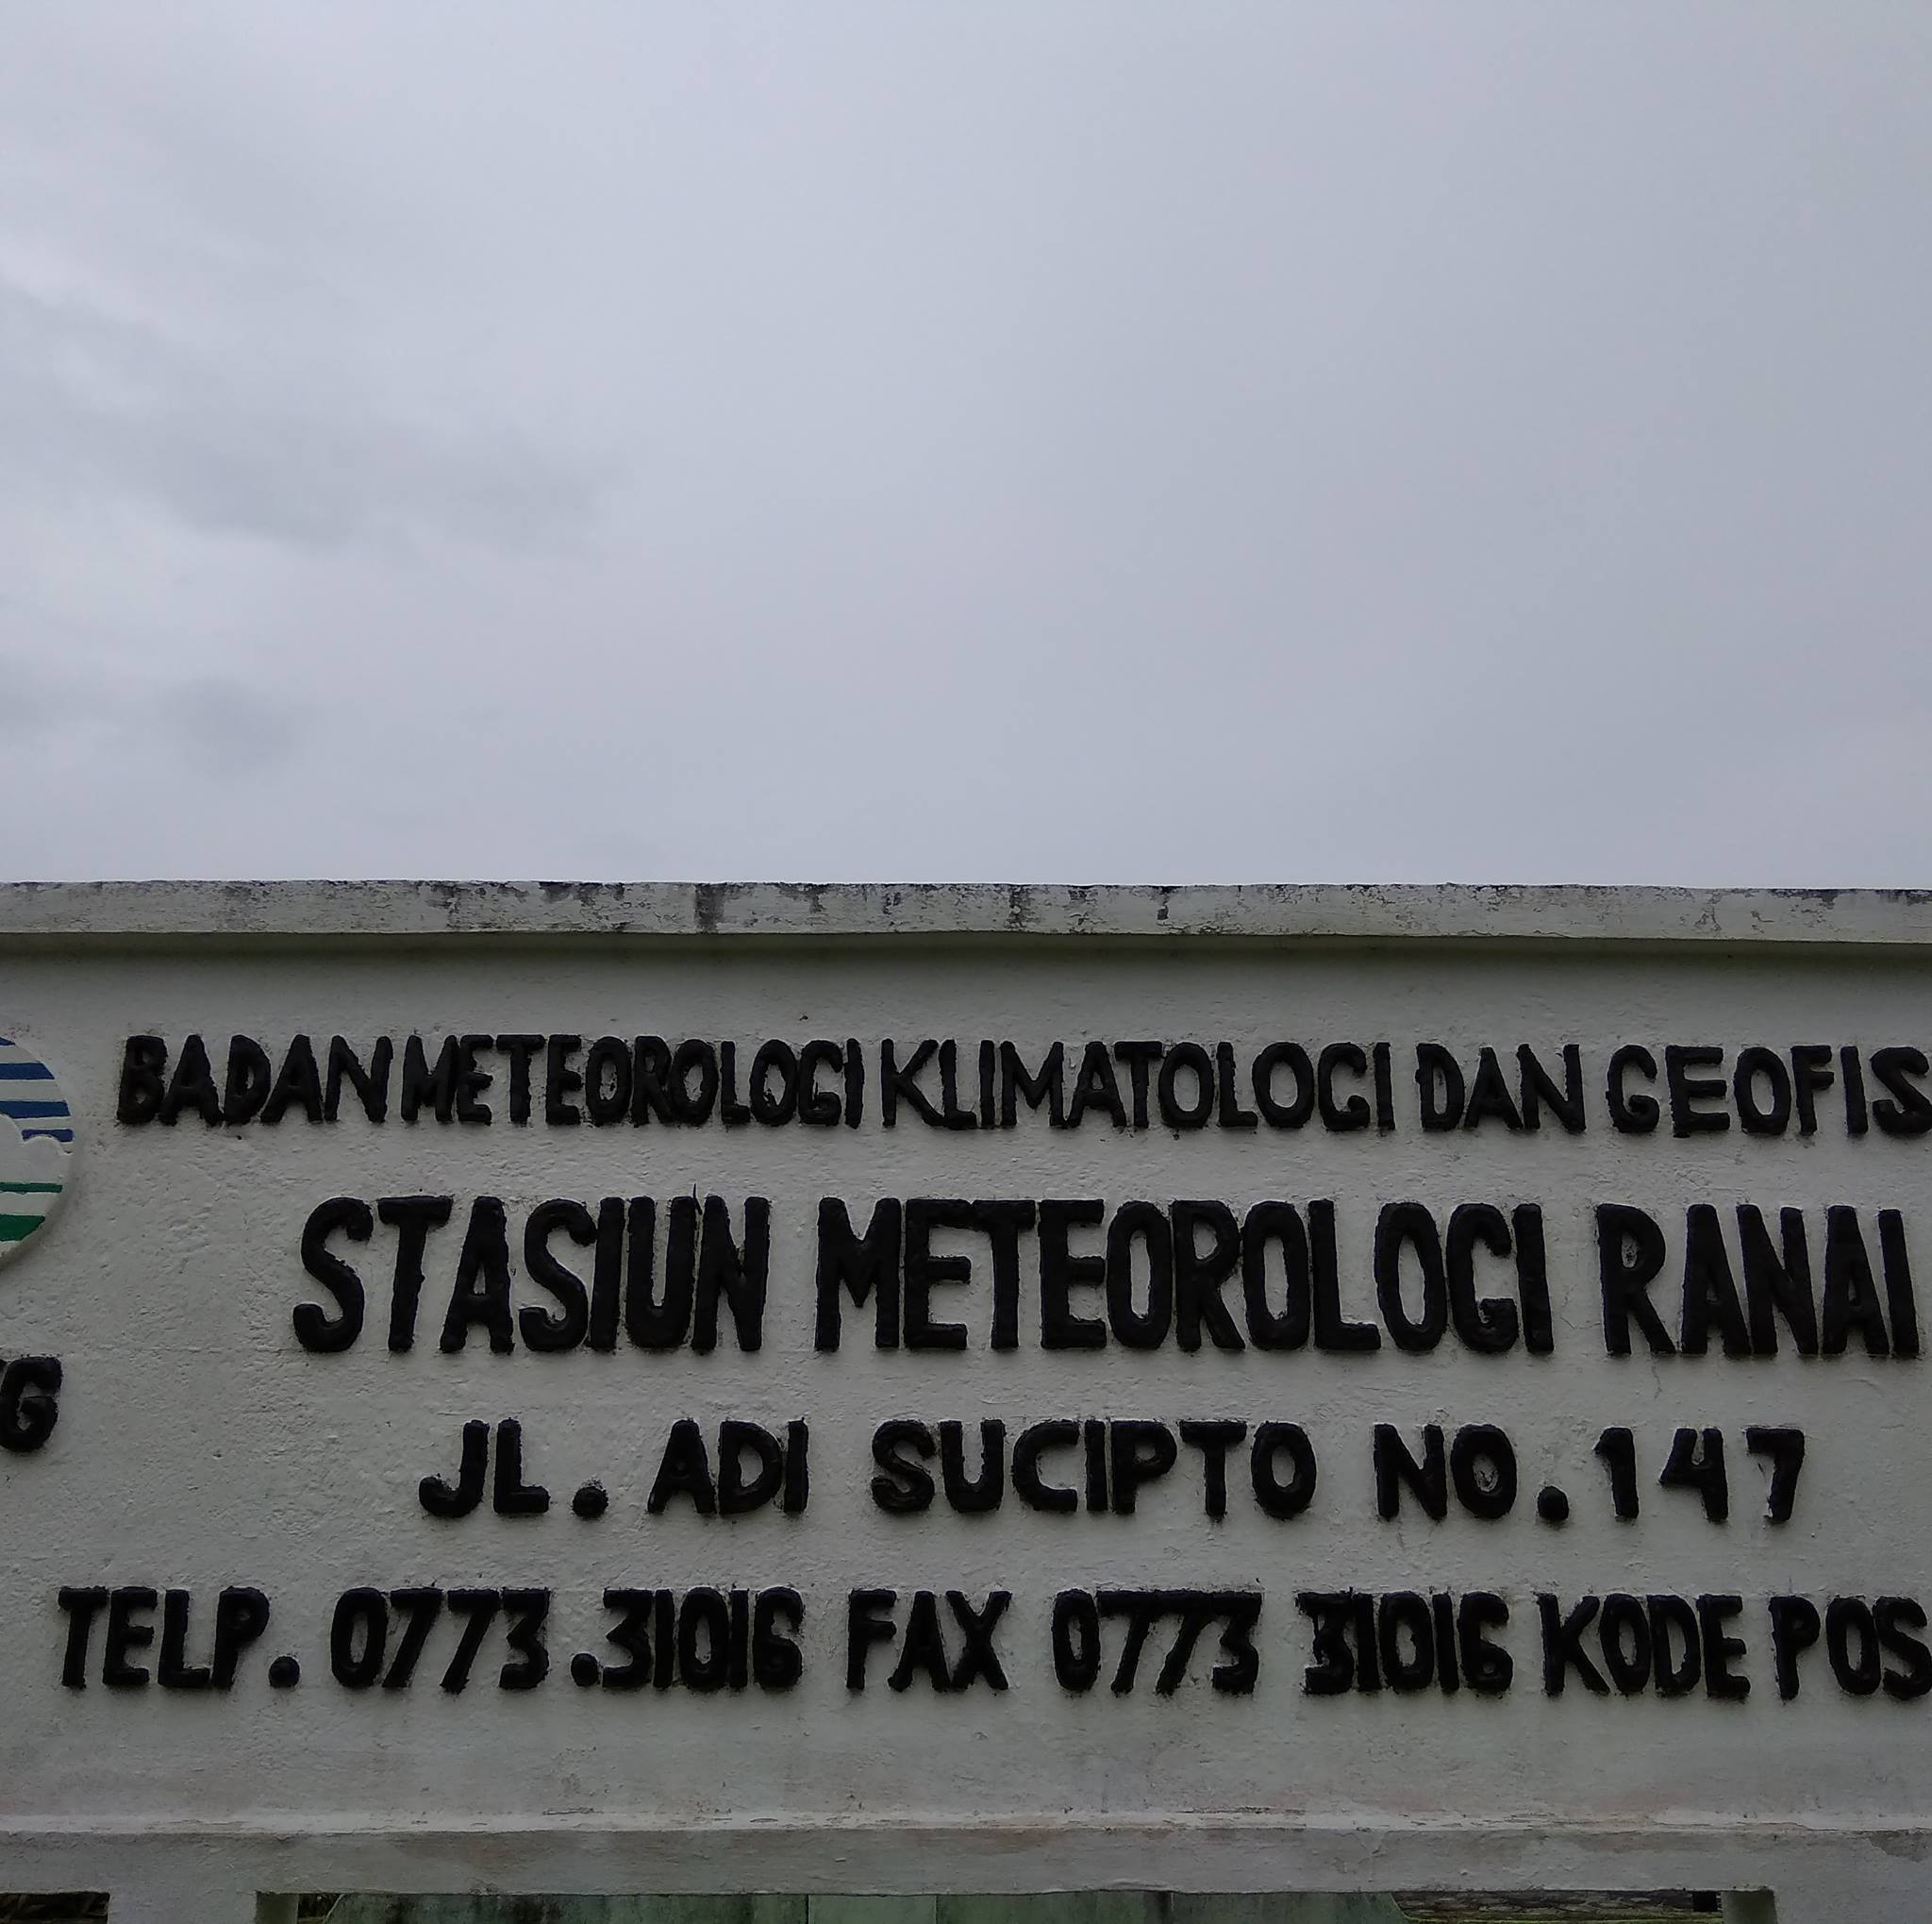 BADAN METEOROLOGI KLIMATOLOGI DAN GEOFIS
STASIUN METEOROLOGI RANAI
G
JL. ADI SUCIPTO NO. 147
TELP. 0773.31016 FAX 0773 31016 KODE POS